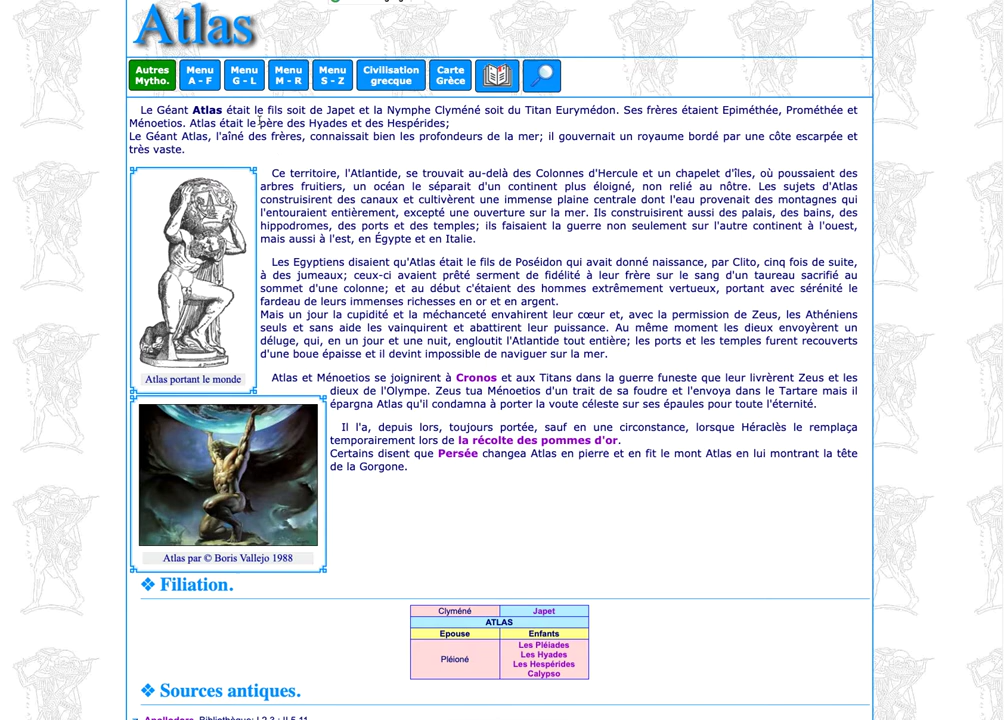 Atlas
Autres
Mytho.
Menu
A - F
Menu
G - L
Menu
M - R
Menu
S - Z
Civilisation
grecque
Carte
Grèce
Le Géant Atlas était le fils soit de Japet et la Nymphe Clyméné soit du Titan Eurymédon. Ses frères étaient Epiméthée, Prométhée et
Ménoetios. Atlas était le père des Hyades et des Hespérides;
Le Géant Atlas, l'aîné des frères, connaissait bien les profondeurs de la mer; il gouvernait un royaume bordé par une côte escarpée et
très vaste.
Ce territoire, l'Atlantide, se trouvait au-delà des Colonnes d'Hercule et un chapelet d'îles, où poussaient des
arbres fruitiers, un océan le séparait d'un continent plus éloigné, non relié au nôtre. Les sujets d'Atlas
construisirent des canaux et cultivèrent une immense plaine centrale dont l'eau provenait des montagnes qui
l'entouraient entièrement, excepté une ouverture sur la mer. Ils construisirent aussi des palais, des bains, des
hippodromes, des ports et des temples; ils faisaient la guerre non seulement sur l'autre continent à l'ouest,
mais aussi à l'est, en Égypte et en Italie.
Les Egyptiens disaient qu'Atlas était le fils de Poséidon qui avait donné naissance, par Clito, cinq fois de suite,
à des jumeaux; ceux-ci avaient prêté serment de fidélité à leur frère sur le sang d'un taureau sacrifié au
sommet d'une colonne; et au début c'étaient des hommes extrêmement vertueux, portant avec sérénité le
fardeau de leurs immenses richesses en or et en argent.
Mais un jour la cupidité et la méchanceté envahirent leur cœur et, avec la permission de Zeus, les Athéniens
seuls et sans aide les vainquirent et abattirent leur puissance. Au même moment les dieux envoyèrent un
déluge, qui, en un jour et une nuit, engloutit l'Atlantide tout entière; les ports et les temples furent recouverts
d'une boue épaisse et il devint impossible de naviguer sur la mer.
Atlas portant le monde
Atlas et Ménoetios se joignirent à Cronos et aux Titans dans la guerre funeste que leur livrèrent Zeus et les
dieux de l'Olympe. Zeus tua Ménoetios d'un trait de sa foudre et l'envoya dans le Tartare mais il
épargna Atlas qu'il condamna à porter la voute céleste sur ses épaules pour toute l'éternité.
Il l'a, depuis lors, toujours portée, sauf en une circonstance, lorsque Héraclès le remplaça
temporairement lors de la récolte des pommes d'or.
Certains disent que Persée changea Atlas en pierre et en fit le mont Atlas en lui montrant la tête
de la Gorgone.
Atlas par © Boris Vallejo 1988
❖ Filiation.
Clyméné Japet
ATLAS
Epouse Enfants
Pléioné
Les Pléiades
Les Hyades
Les Hespérides
Calypso
❖ Sources antiques.